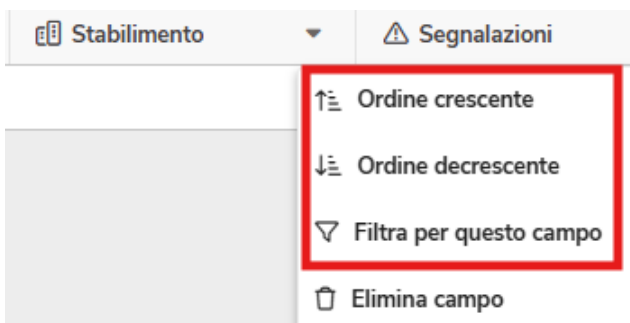 Stabilimento
Segnalazioni
Ordine crescente
Ordine decrescente
Filtra per questo campo
Elimina campo